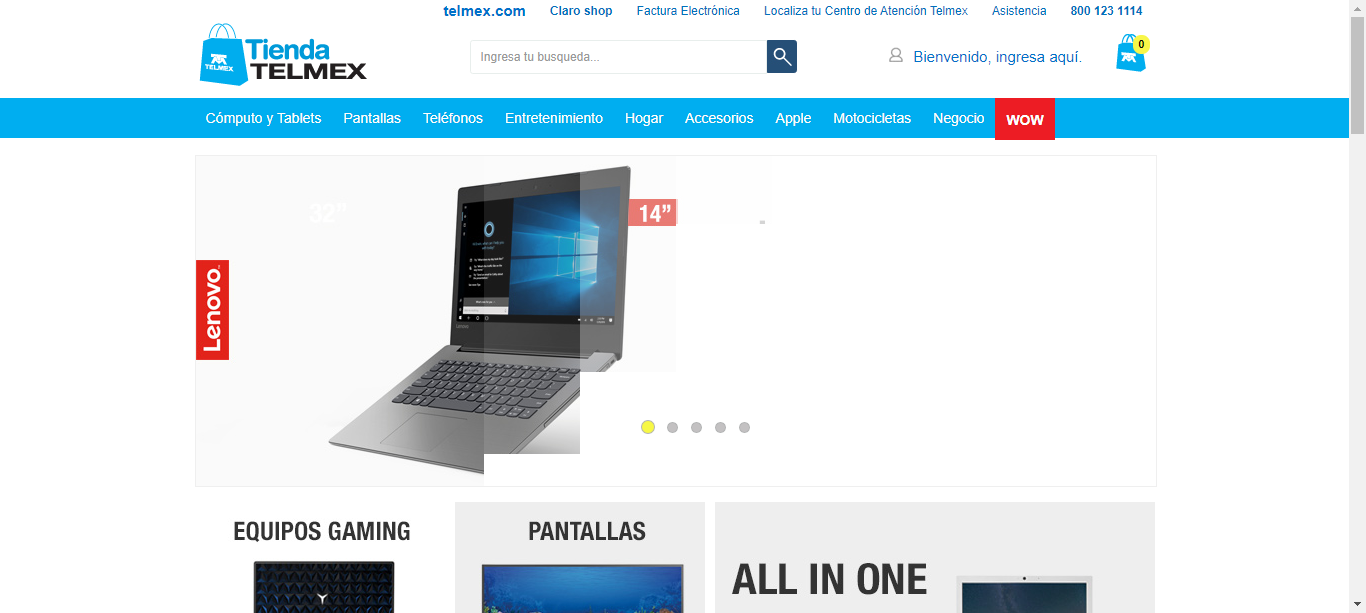 telmex.com Claro shop Factura Electrónica Localiza tu Centro de Atención Telmex Asistencia 800 123 1114
Tienda
TELMEX
TELMEX
Ingresa tu busqueda...
Bienvenido, ingresa aquí.
0
Cómputo y Tablets Pantallas Teléfonos Entretenimiento Hogar Accesorios Apple Motocicletas Negocio WOW
32”
14”
Lenovo
EQUIPOS GAMING
PANTALLAS
ALL IN ONE